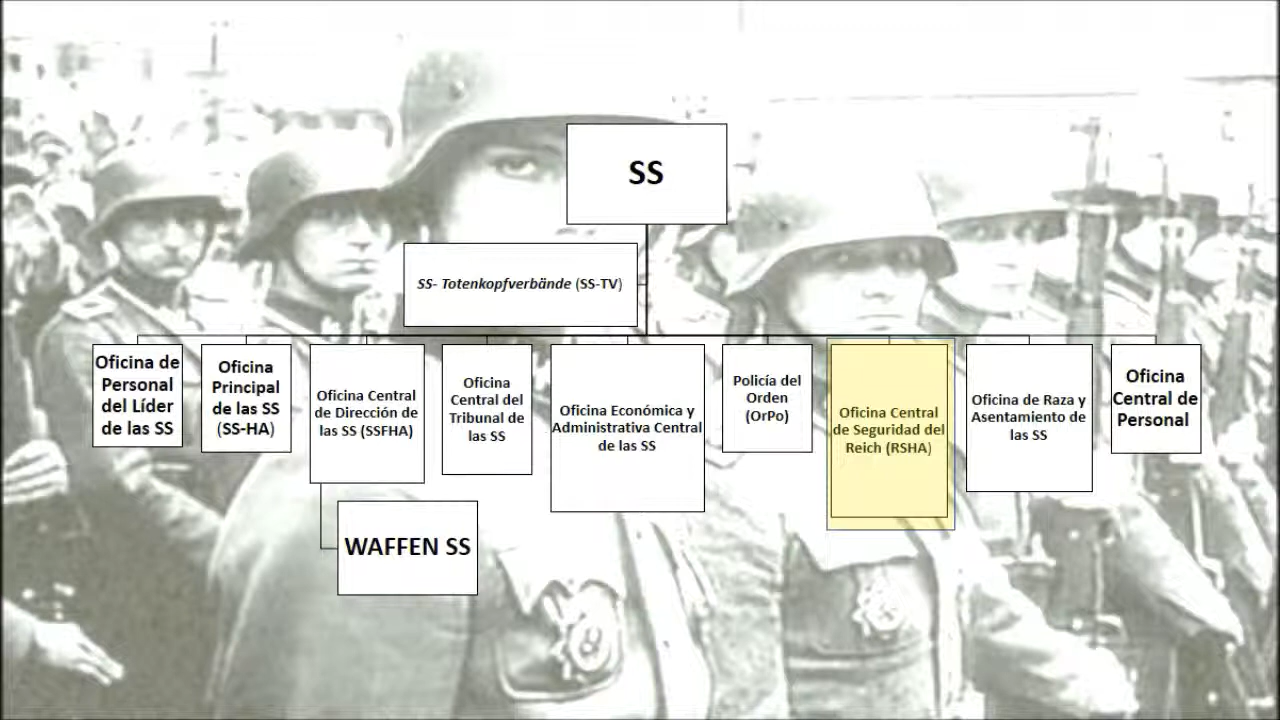 SS
SS- Totenkopfverbände (SS-TV)
Oficina de
Personal
del Líder
de las SS
Oficina
Principal
de las SS
(SS-HA)
Oficina Central
de Dirección de
las SS (SSFHA)
Oficina
Central del
Tribunal de
las SS
Oficina Económica y
Administrativa Central
de las SS
Policía del
Orden
(OrPo)
Oficina Central
de Seguridad del
Reich (RSHA)
Oficina de Raza y
Asentamiento de
las SS
Oficina
Central de
Personal
WAFFEN SS